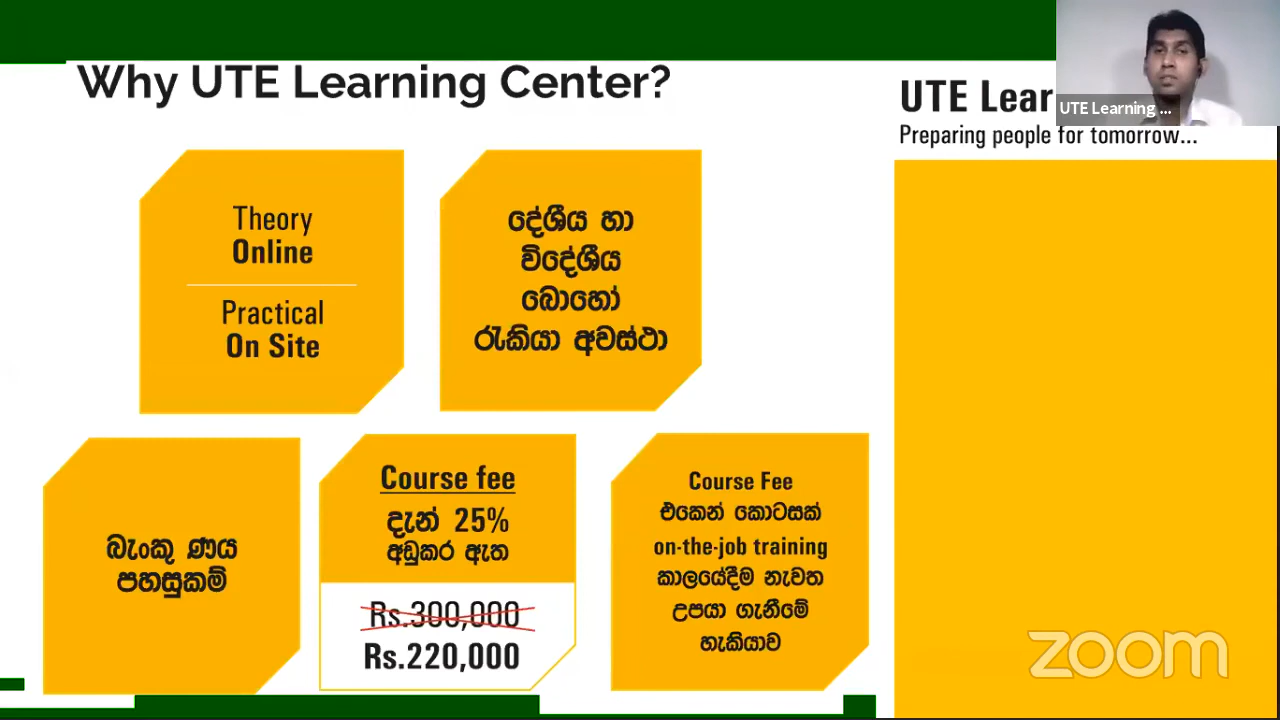 Why UTE Learning Center?
UTE Lear
UTE Learning ...
Preparing people for tomorrow...
Theory
Online
Practical
On Site
දේශීය හා
විදේශීය
බොහෝ
රැකියා අවස්ථා
බැංකු ණය
පහසුකම්
Course fee
දැන් 25%
අඩුකර ඇත
Rs.300,000
Rs.220,000
Course Fee
එකෙන් කොටසක්
on-the-job training
කාලයේදීම නැවත
උපයා ගැනීමේ
හැකියාව
zoom